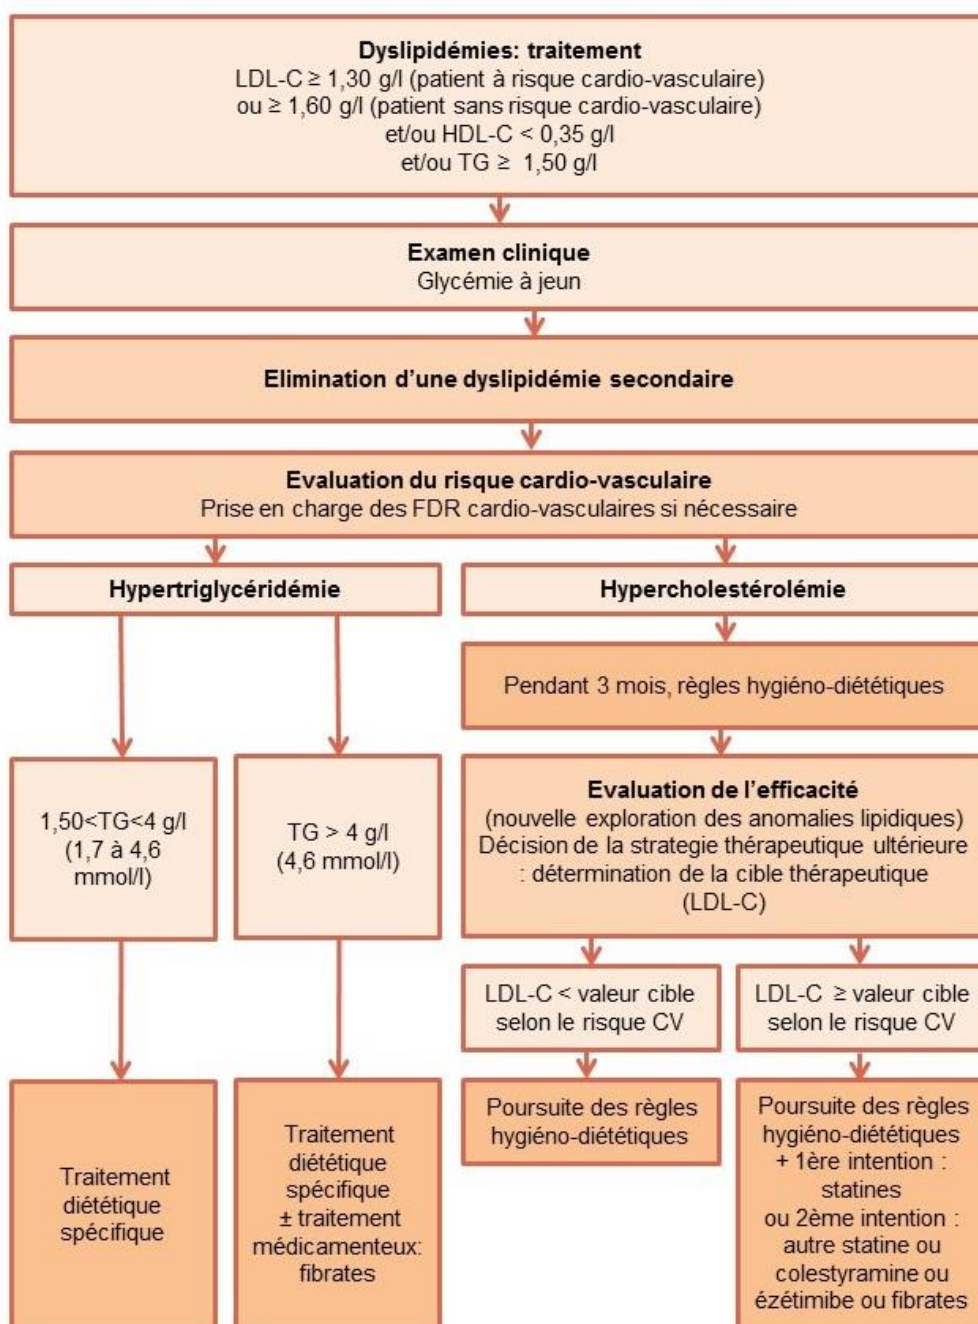 Dyslipidémies: traitement
LDL-C ≥ 1,30 g/l (patient à risque cardio-vasculaire)
ou ≥ 1,60 g/l (patient sans risque cardio-vasculaire)
et/ou HDL-C < 0,35 g/l
et/ou TG ≥ 1,50 g/l
Examen clinique
Glycémie à jeun
Elimination d'une dyslipidémie secondaire
Evaluation du risque cardio-vasculaire
Prise en charge des FDR cardio-vasculaires si nécessaire
Hypertriglycéridémie
1,50<TG<4 g/l
(1,7 à 4,6
mmol/l)
TG > 4 g/l
(4,6 mmol/l)
Traitement
diététique
spécifique
Traitement
diététique
spécifique
± traitement
médicamenteux:
fibrates
Hypercholestérolémie
Pendant 3 mois, règles hygiéno-diététiques
Evaluation de l'efficacité
(nouvelle exploration des anomalies lipidiques)
Décision de la strategie thérapeutique ultérieure
: détermination de la cible thérapeutique
(LDL-C)
LDL-C < valeur cible
selon le risque CV
LDL-C ≥ valeur cible
selon le risque CV
Poursuite des règles
hygiéno-diététiques
Poursuite des règles
hygiéno-diététiques
+ 1ère intention :
statines
ou 2ème intention :
autre statine ou
colestyramine ou
ézétimibe ou fibrates